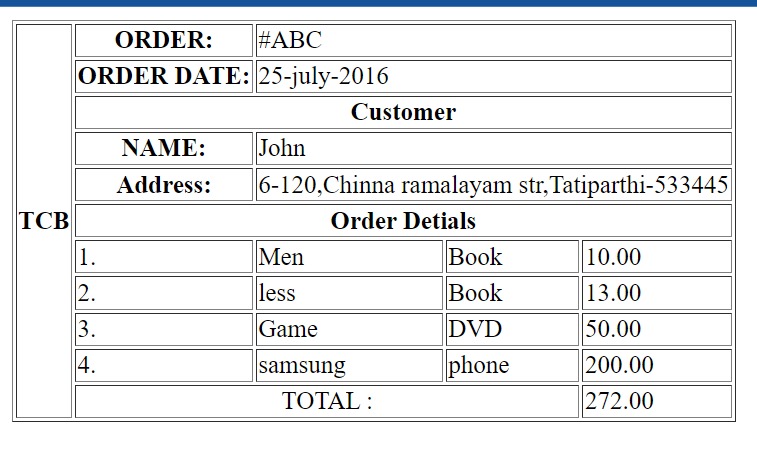 ORDER: #ABC
ORDER DATE: 25-july-2016
Customer
NAME: John
Address: 6-120,Chinna ramalayam str,Tatiparthi-533445
TCB
Order Detials
1. Men Book 10.00
2. less Book 13.00
3. Game DVD 50.00
4. samsung phone 200.00
TOTAL : 272.00